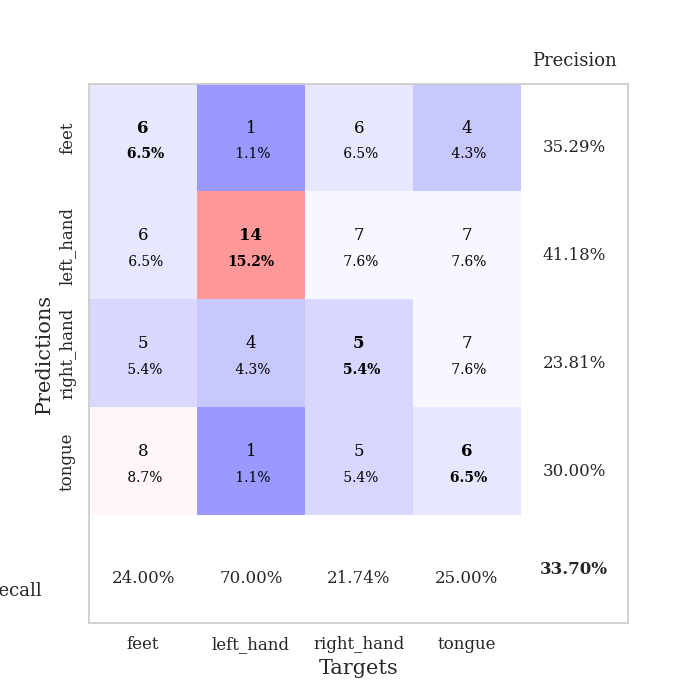 Precision
feet 6 1 6 4 35.29%
6.5% 1.1% 6.5% 4.3%
left_hand 6 14 7 7 41.18%
6.5% 15.2% 7.6% 7.6%
Predictions
right_hand 5 4 5 7 23.81%
5.4% 4.3% 5.4% 7.6%
tongue 8 1 5 6 30.00%
8.7% 1.1% 5.4% 6.5%
ecall 24.00% 70.00% 21.74% 25.00% 33.70%
feet left_hand right_hand tongue
Targets